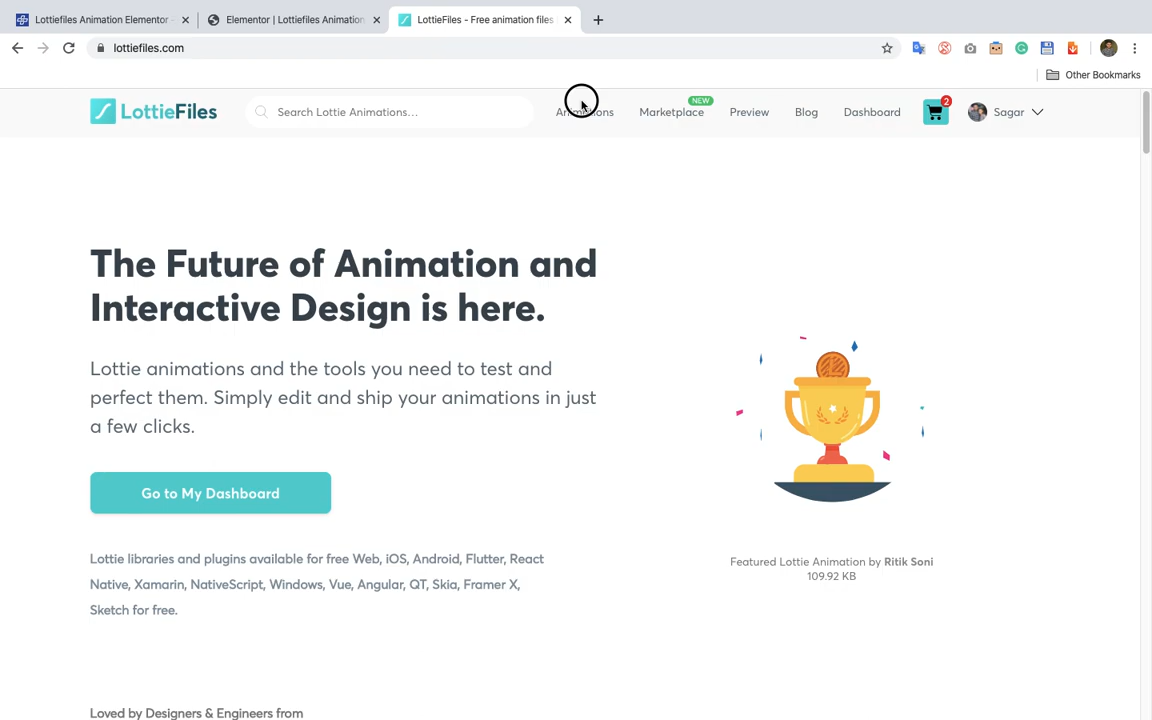 Lottiefiles Animation Elementor -
Elementor | Lottiefiles Animation
LottieFiles - Free animation files
lottiefiles.com
Other Bookmarks
LottieFiles
Search Lottie Animations...
Animations
Marketplace
NEW
Preview
Blog
Dashboard
2
Sagar
The Future of Animation and
Interactive Design is here.
Lottie animations and the tools you need to test and
perfect them. Simply edit and ship your animations in just
a few clicks.
Go to My Dashboard
Lottie libraries and plugins available for free Web, iOS, Android, Flutter, React
Native, Xamarin, NativeScript, Windows, Vue, Angular, QT, Skia, Framer X,
Sketch for free.
Featured Lottie Animation by Ritik Soni
109.92 KB
Loved by Designers & Engineers from